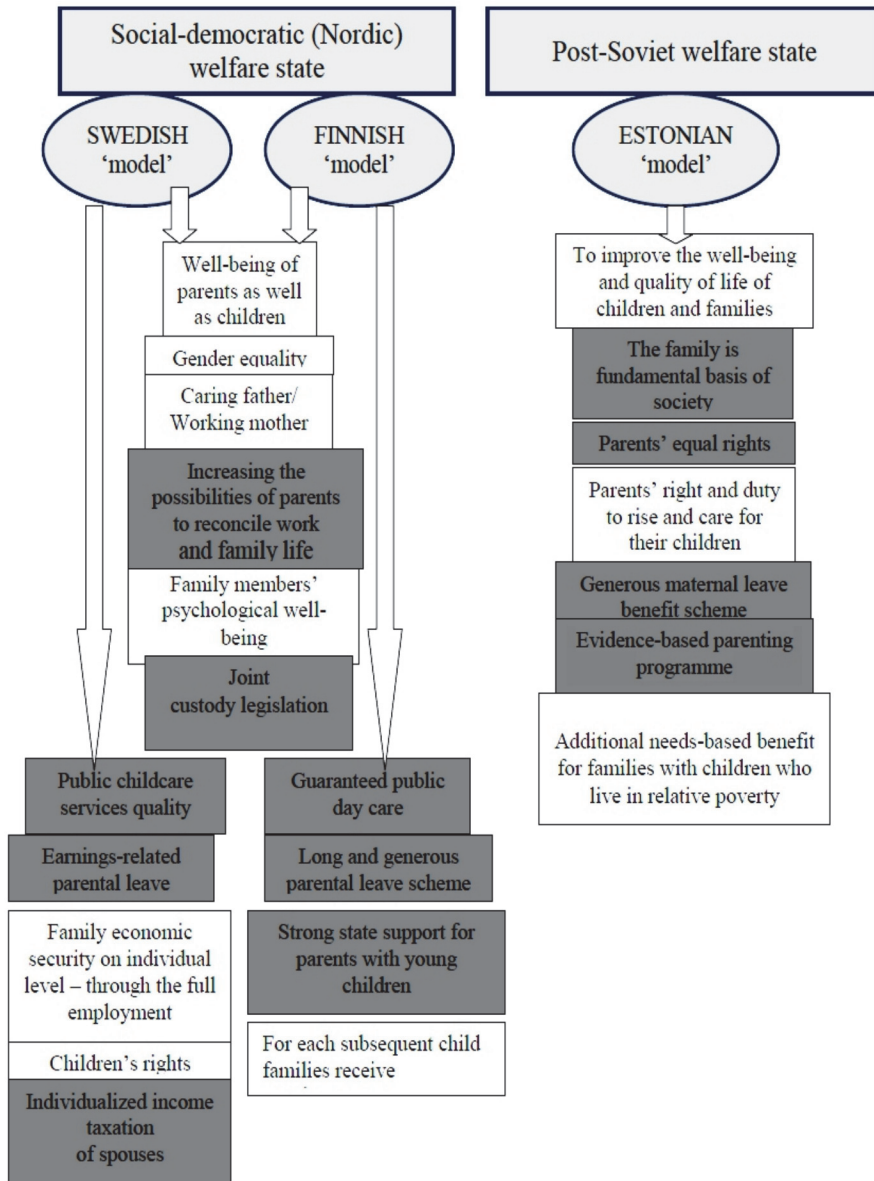 Social-democratic (Nordic)
welfare state
Post-Soviet welfare state
SWEDISH
‘model’
FINNISH
‘model’
ESTONIAN
‘model’
Well-being of
parents as well
as children
Gender equality
Caring father/
Working mother
Increasing the
possibilities of parents
to reconcile work
and family life
Family members’
psychological well-
being
Joint
custody legislation
Public childcare
services quality
Earnings-related
parental leave
Family economic
security on individual
level – through the full
employment
Children’s rights
Individualized income
taxation
of spouses
Guaranteed public
day care
Long and generous
parental leave scheme
Strong state support for
parents with young
children
For each subsequent child
families receive
To improve the well-being
and quality of life of
children and families
The family is
fundamental basis of
society
Parents’ equal rights
Parents’ right and duty
to rise and care for
their children
Generous maternal leave
benefit scheme
Evidence-based parenting
programme
Additional needs-based benefit
for families with children who
live in relative poverty